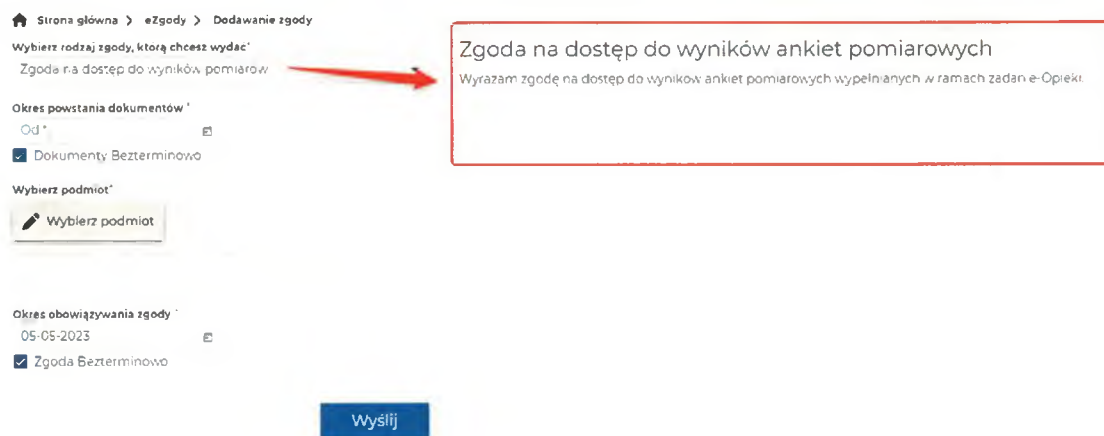 Strona główna > eZgody > Dodawanie zgody
Wybierz rodzaj zgody, którą chcesz wydać*
Zgoda na dostęp do wyników pomiarów
Okres powstania dokumentów *
Od *
Dokumenty Bezterminowo
Wybierz podmiot*
Wybierz podmiot
Okres obowiązywania zgody *
05-05-2023
Zgoda Bezterminowo
Wyślij
Zgoda na dostęp do wyników ankiet pomiarowych
Wyrażam zgodę na dostęp do wyników ankiet pomiarowych wypełnianych w ramach zadań e-Opieki.